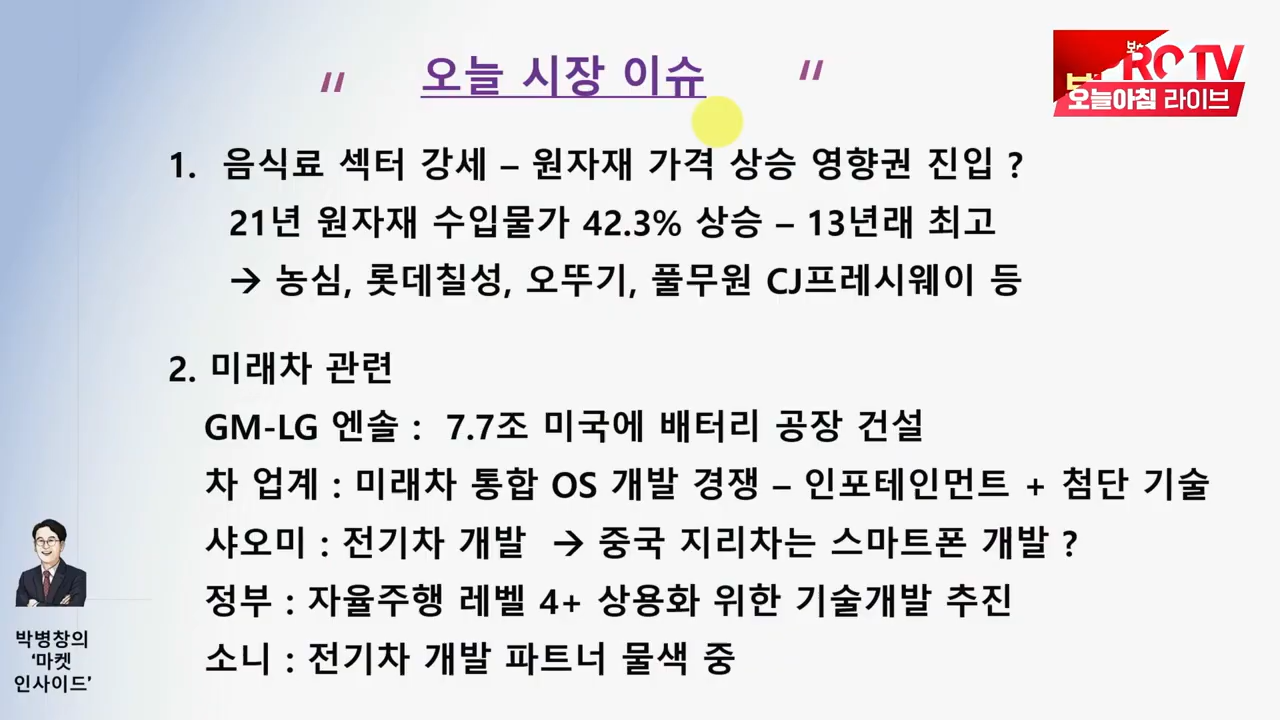 " 오늘 시장 이슈 "
PRO TV
오늘아침 라이브
1. 음식료 섹터 강세 – 원자재 가격 상승 영향권 진입 ?
21년 원자재 수입물가 42.3% 상승 – 13년래 최고
→ 농심, 롯데칠성, 오뚜기, 풀무원 CJ프레시웨이 등
2. 미래차 관련
GM-LG 엔솔 : 7.7조 미국에 배터리 공장 건설
차 업계 : 미래차 통합 OS 개발 경쟁 – 인포테인먼트 + 첨단 기술
샤오미 : 전기차 개발 → 중국 지리차는 스마트폰 개발 ?
정부 : 자율주행 레벨 4+ 상용화 위한 기술개발 추진
소니 : 전기차 개발 파트너 물색 중
박병창의
‘마켓
인사이드’